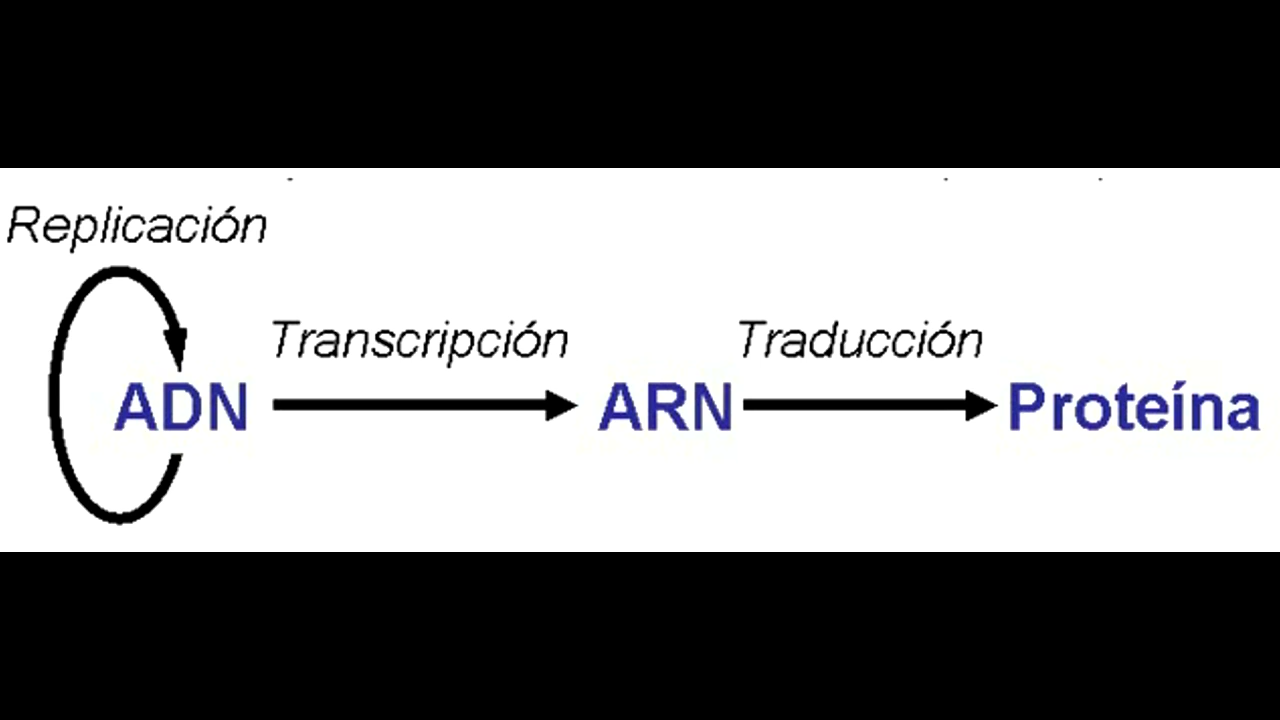 Replicación
Transcripción
Traducción
ADN
ARN
Proteína